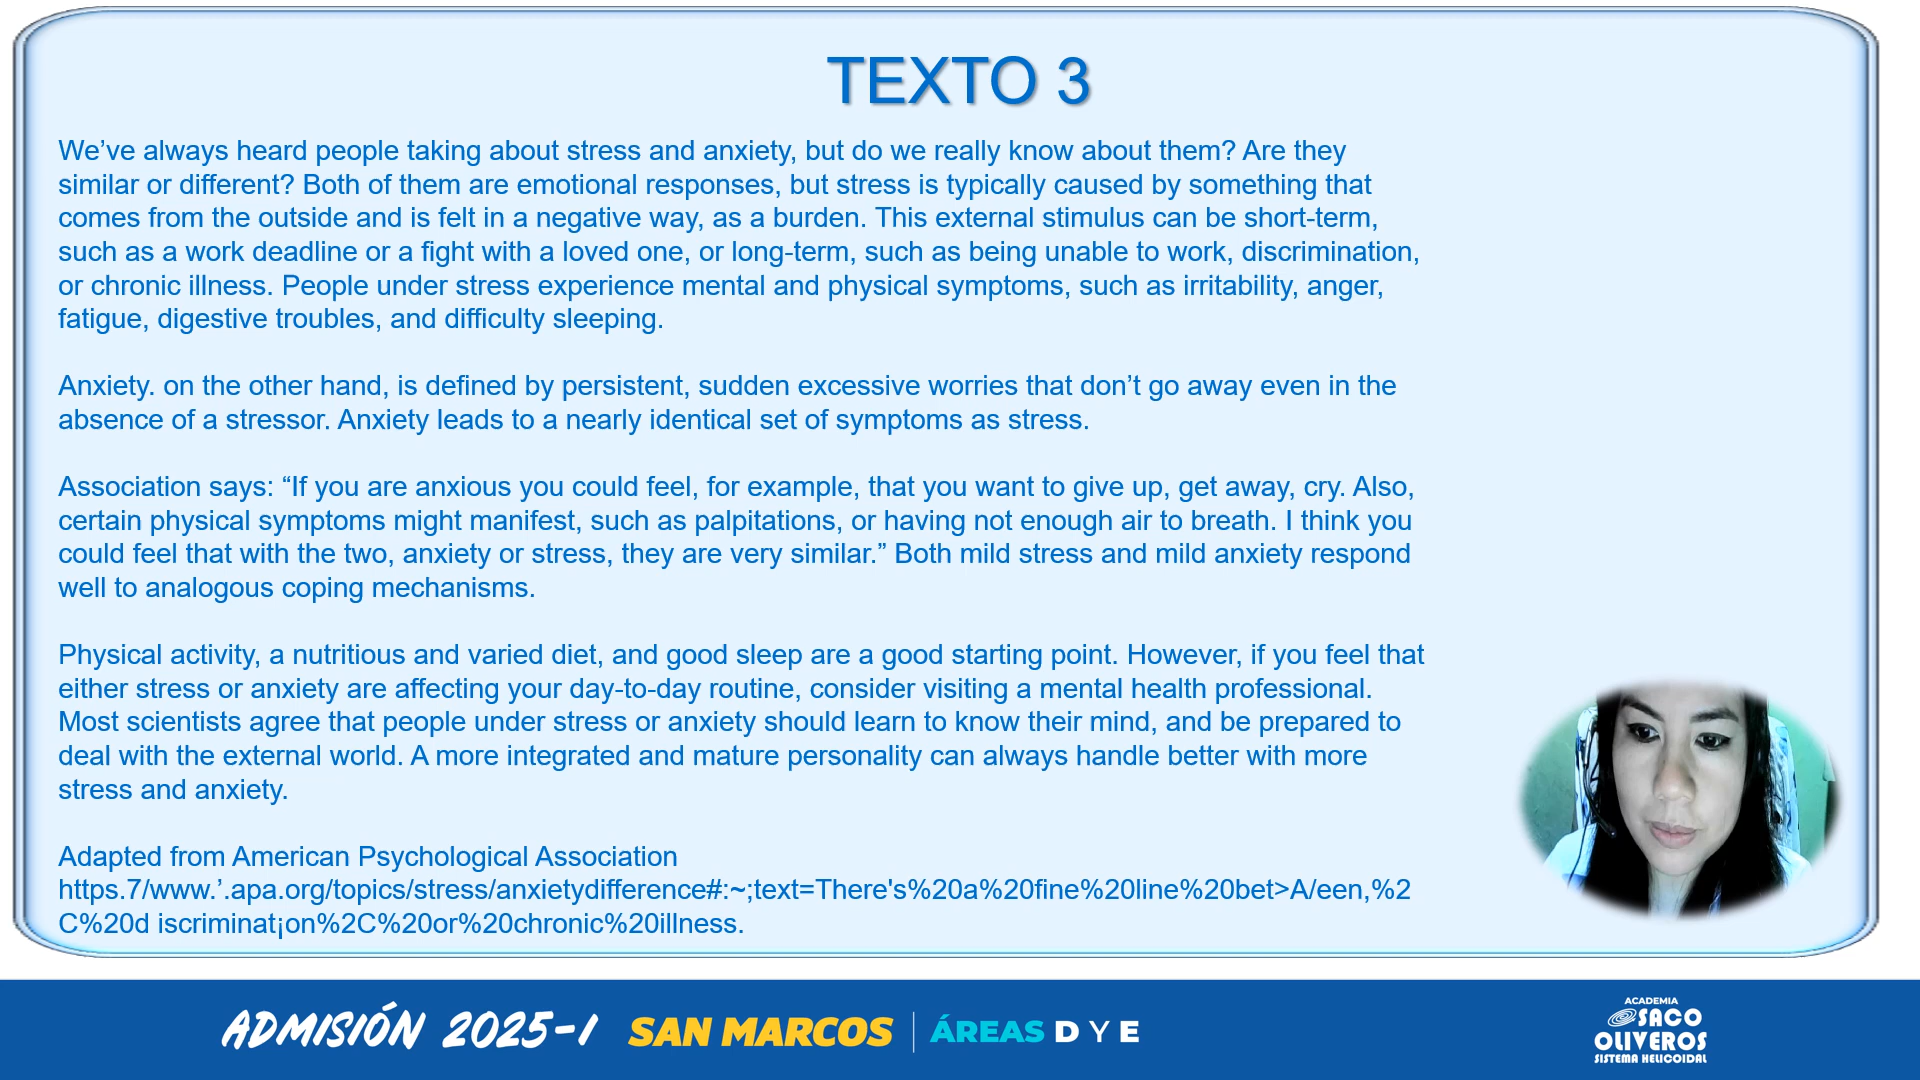 TEXTO 3
We’ve always heard people taking about stress and anxiety, but do we really know about them? Are they
similar or different? Both of them are emotional responses, but stress is typically caused by something that
comes from the outside and is felt in a negative way, as a burden. This external stimulus can be short-term,
such as a work deadline or a fight with a loved one, or long-term, such as being unable to work, discrimination,
or chronic illness. People under stress experience mental and physical symptoms, such as irritability, anger,
fatigue, digestive troubles, and difficulty sleeping.
Anxiety. on the other hand, is defined by persistent, sudden excessive worries that don’t go away even in the
absence of a stressor. Anxiety leads to a nearly identical set of symptoms as stress.
Association says: “If you are anxious you could feel, for example, that you want to give up, get away, cry. Also,
certain physical symptoms might manifest, such as palpitations, or having not enough air to breath. I think you
could feel that with the two, anxiety or stress, they are very similar.” Both mild stress and mild anxiety respond
well to analogous coping mechanisms.
Physical activity, a nutritious and varied diet, and good sleep are a good starting point. However, if you feel that
either stress or anxiety are affecting your day-to-day routine, consider visiting a mental health professional.
Most scientists agree that people under stress or anxiety should learn to know their mind, and be prepared to
deal with the external world. A more integrated and mature personality can always handle better with more
stress and anxiety.
Adapted from American Psychological Association
https.7/www.’.apa.org/topics/stress/anxietydifference#:~;text=There's%20a%20fine%20line%20bet>A/een,%2
C%20d iscriminat¡on%2C%20or%20chronic%20illness.
ADMISIÓN 2025-I SAN MARCOS ÁREAS D Y E
ACADEMIA
SACO
OLIVEROS
SISTEMA HELICOIDAL